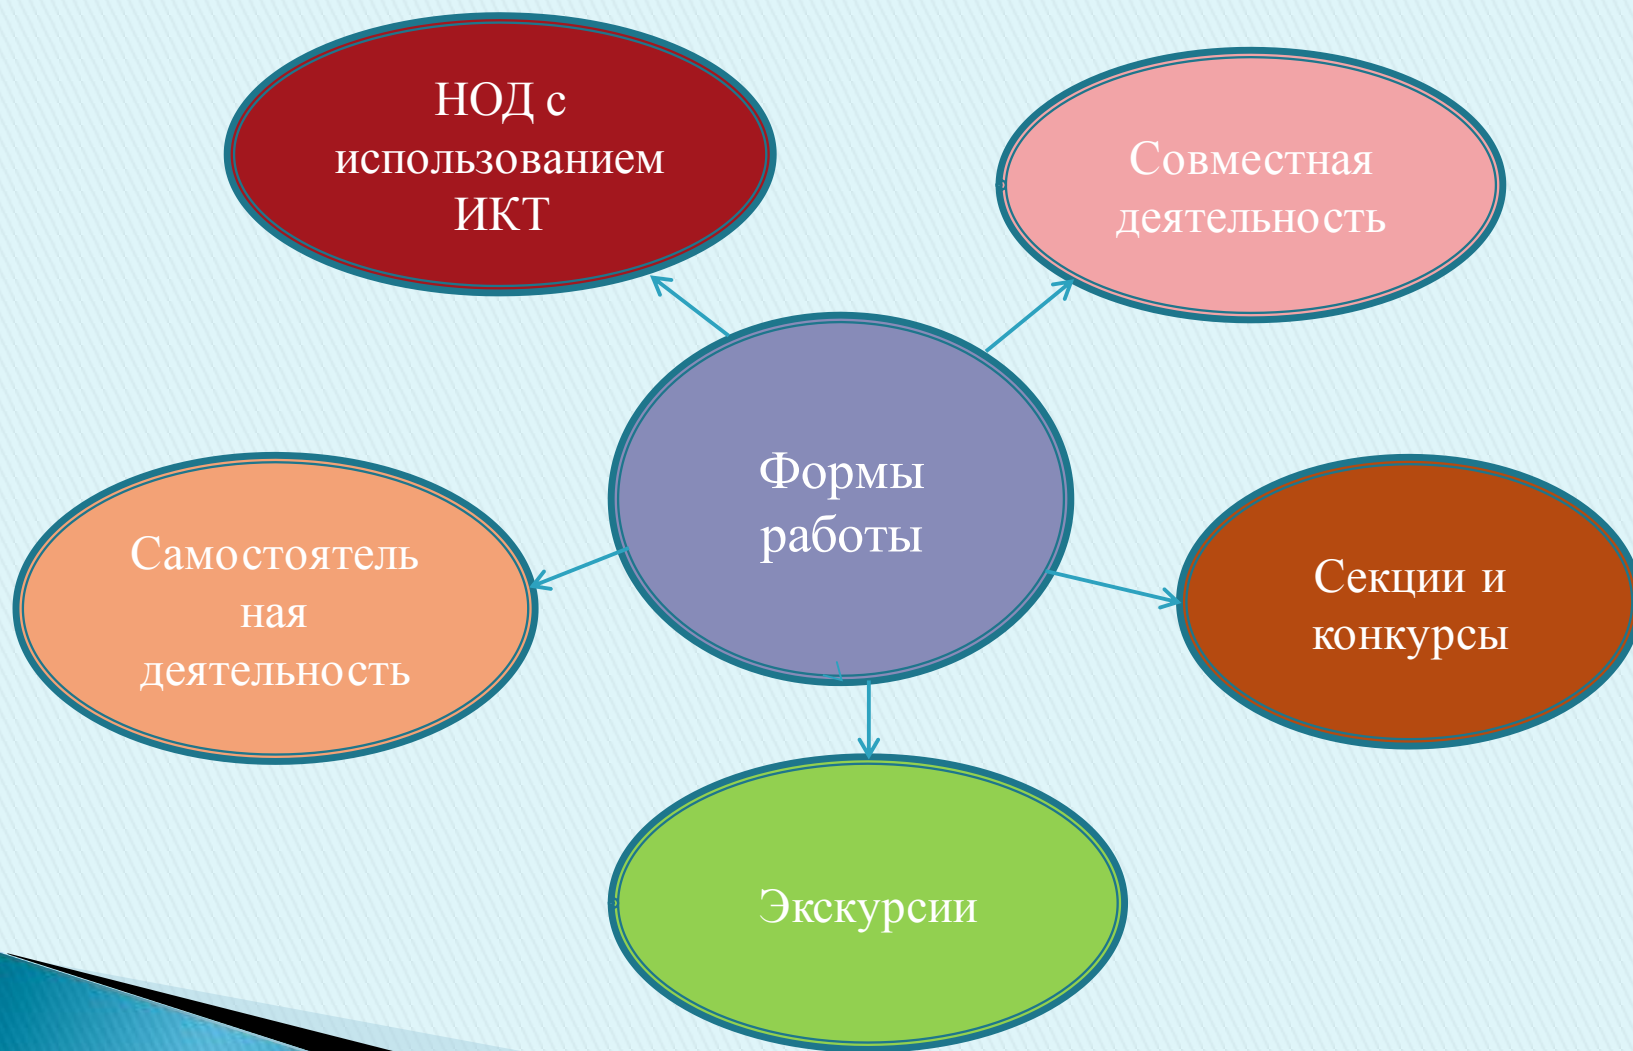 НОД с
использованием
ИКТ
Совместная
деятельность
Формы
работы
Самостоятель
ная
деятельность
Секции и
конкурсы
Экскурсии